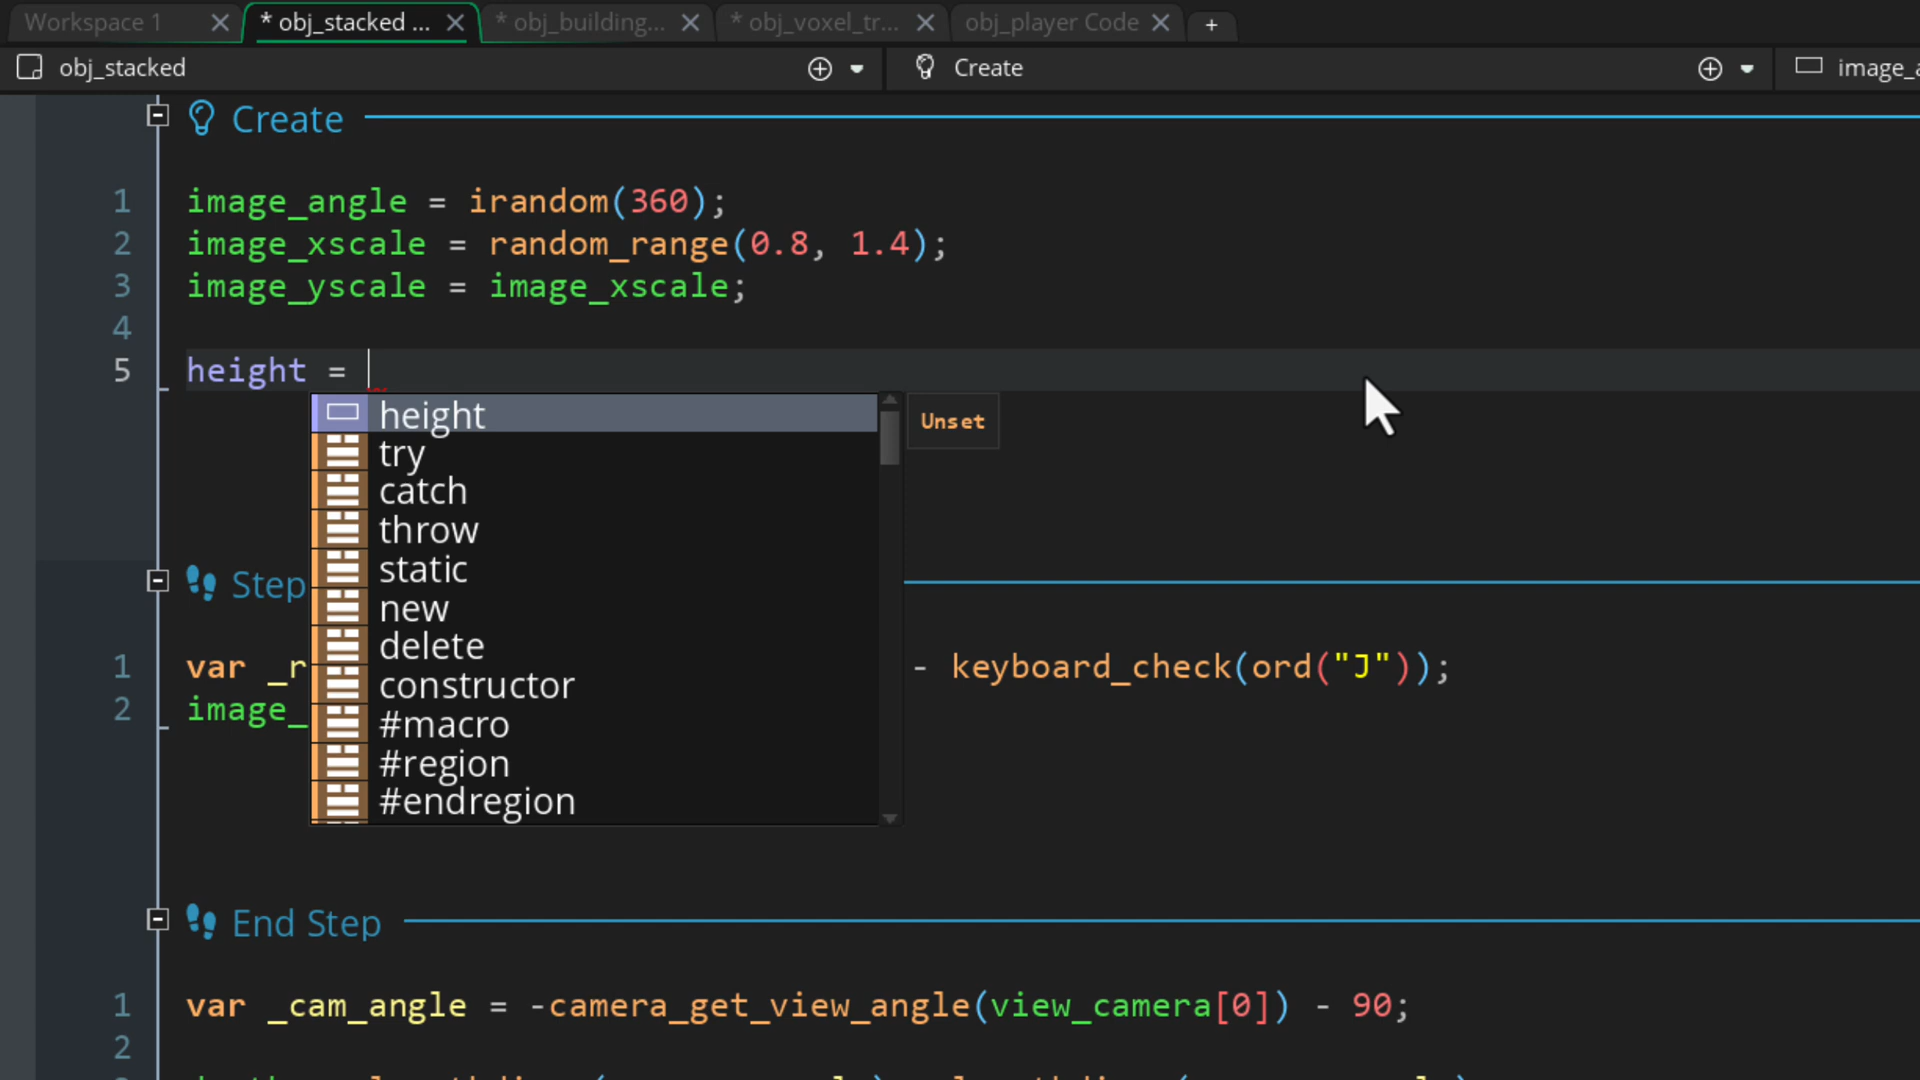 Workspace 1
* obj_stacked ...
* obj_building...
* obj_voxel_tr...
obj_player Code
+
obj_stacked
Create
Create
1 image_angle = irandom(360);
2 image_xscale = random_range(0.8, 1.4);
3 image_yscale = image_xscale;
4
5 height =
height
Unset
try
catch
throw
static
new
delete
constructor
#macro
#region
#endregion
Step
1 var _r - keyboard_check(ord("J"));
2 image_
End Step
1 var _cam_angle = -camera_get_view_angle(view_camera[0]) - 90;
2